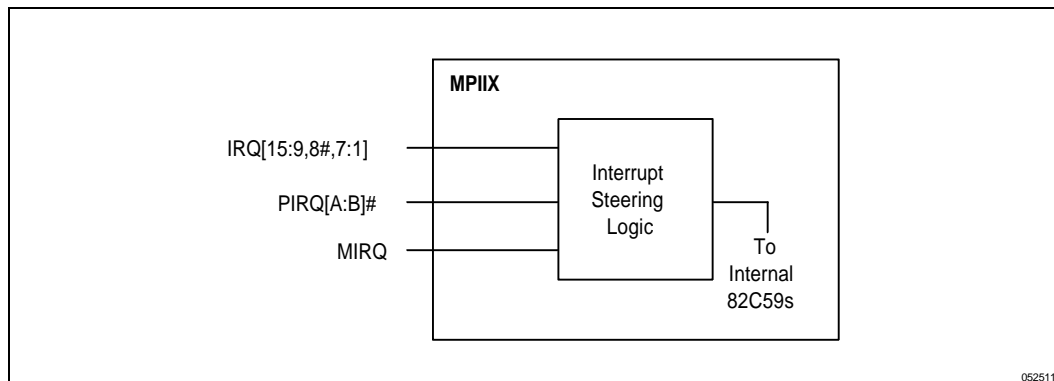 MPIIX
IRQ[15:9,8#,7:1]
PIRQ[A:B]#
MIRQ
Interrupt
Steering
Logic
To
Internal
82C59s
052511